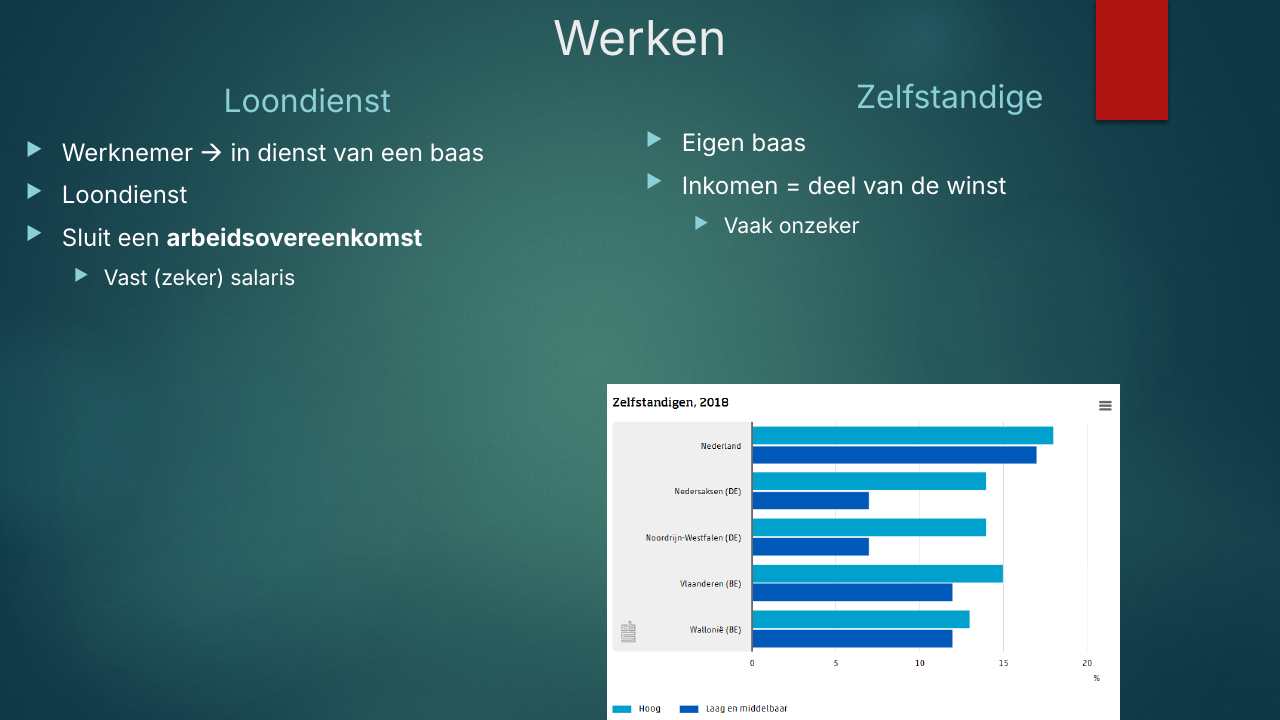 Werken
Loondienst
Werknemer → in dienst van een baas
Loondienst
Sluit een arbeidsovereenkomst
Vast (zeker) salaris
Zelfstandige
Eigen baas
Inkomen = deel van de winst
Vaak onzeker
Zelfstandigen, 2018
Nederland
Nedersaksen (DE)
Noordrijn-Westfalen (DE)
Vlaanderen (BE)
Wallonië (BE)
0 5 10 15 20
%
Hoog Laag en middelbaar